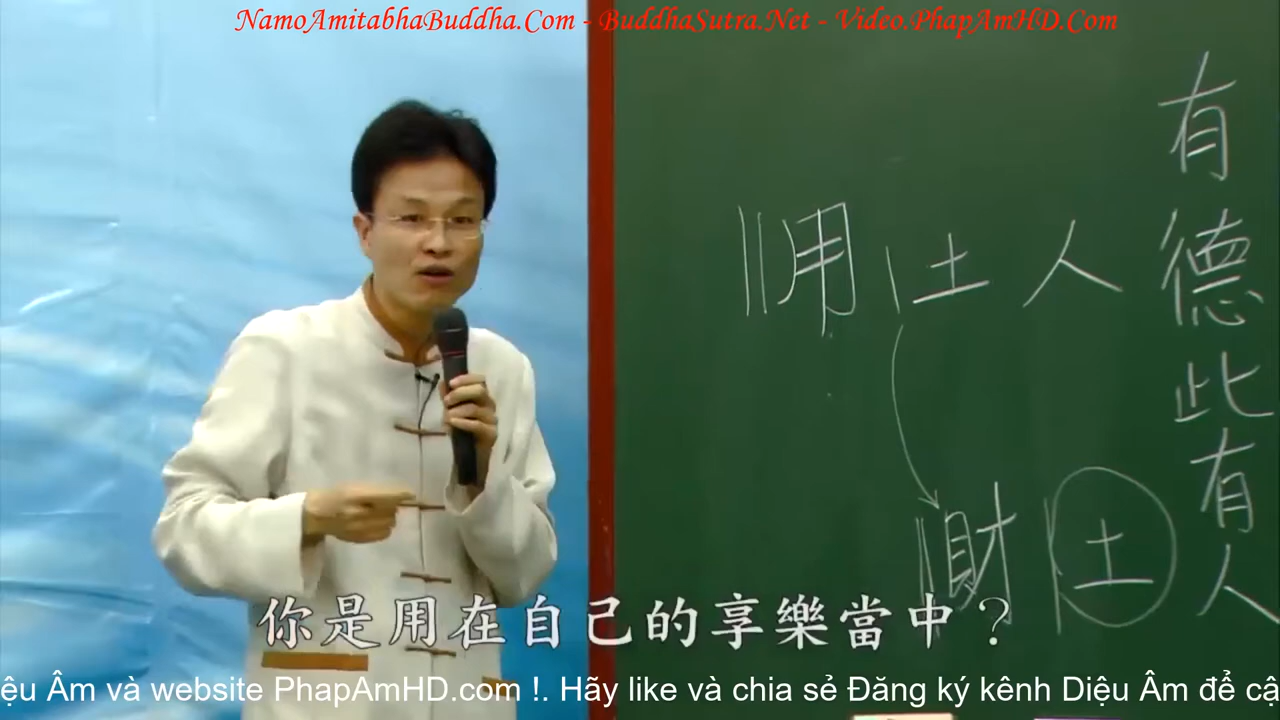 NamoAmitabhaBuddha.Com - BuddhaSutra.Net - Video.PhapAmHD.Com
有德此有人
人
土
用
土
財
你是用在自己的享樂當中？
ệu Âm và website PhapAmHD.com !. Hãy like và chia sẻ Đăng ký kênh Diệu Âm để cậ